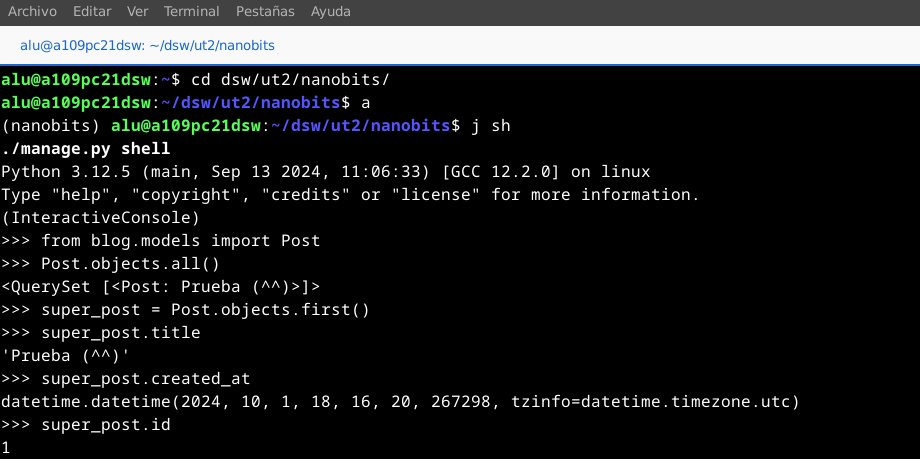 Archivo Editar Ver Terminal Pestañas Ayuda
alu@a109pc21dsw: ~/dsw/ut2/nanobits
alu@a109pc21dsw:~$ cd dsw/ut2/nanobits/
alu@a109pc21dsw:~/dsw/ut2/nanobits$ a
(nanobits) alu@a109pc21dsw:~/dsw/ut2/nanobits$ j sh
./manage.py shell
Python 3.12.5 (main, Sep 13 2024, 11:06:33) [GCC 12.2.0] on linux
Type "help", "copyright", "credits" or "license" for more information.
(InteractiveConsole)
>>> from blog.models import Post
>>> Post.objects.all()
<QuerySet [<Post: Prueba (^^)>]>
>>> super_post = Post.objects.first()
>>> super_post.title
'Prueba (^^)'
>>> super_post.created_at
datetime.datetime(2024, 10, 1, 18, 16, 20, 267298, tzinfo=datetime.timezone.utc)
>>> super_post.id
1